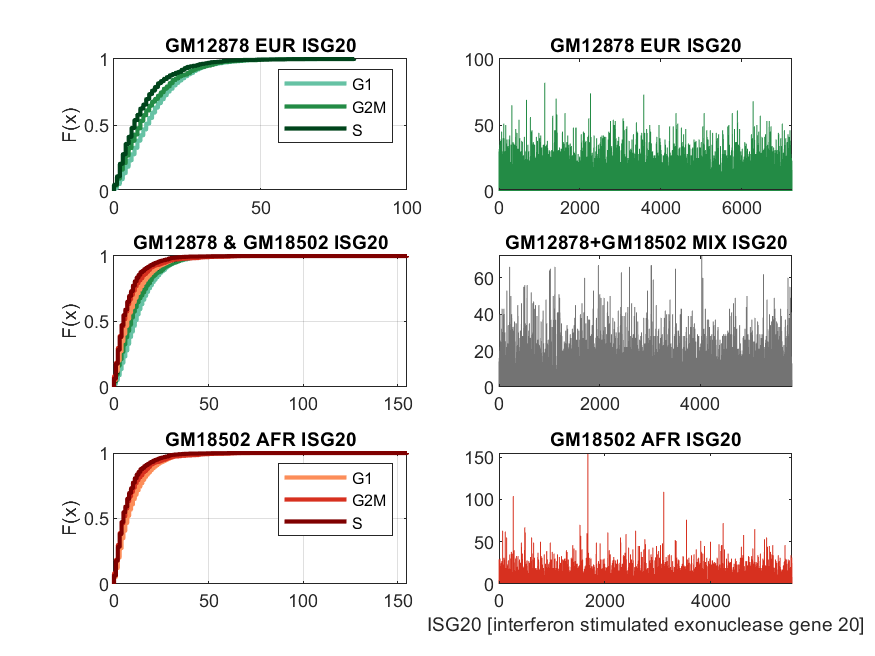 GM12878 EUR ISG20
F(x)
1
0.5
0
0
50
100
G1
G2M
S
GM12878 EUR ISG20
100
50
0
0
2000
4000
6000
GM12878 & GM18502 ISG20
F(x)
1
0.5
0
0
50
100
150
GM12878+GM18502 MIX ISG20
60
40
20
0
0
2000
4000
GM18502 AFR ISG20
F(x)
1
0.5
0
0
50
100
150
G1
G2M
S
GM18502 AFR ISG20
150
100
50
0
0
2000
4000
ISG20 [interferon stimulated exonuclease gene 20]